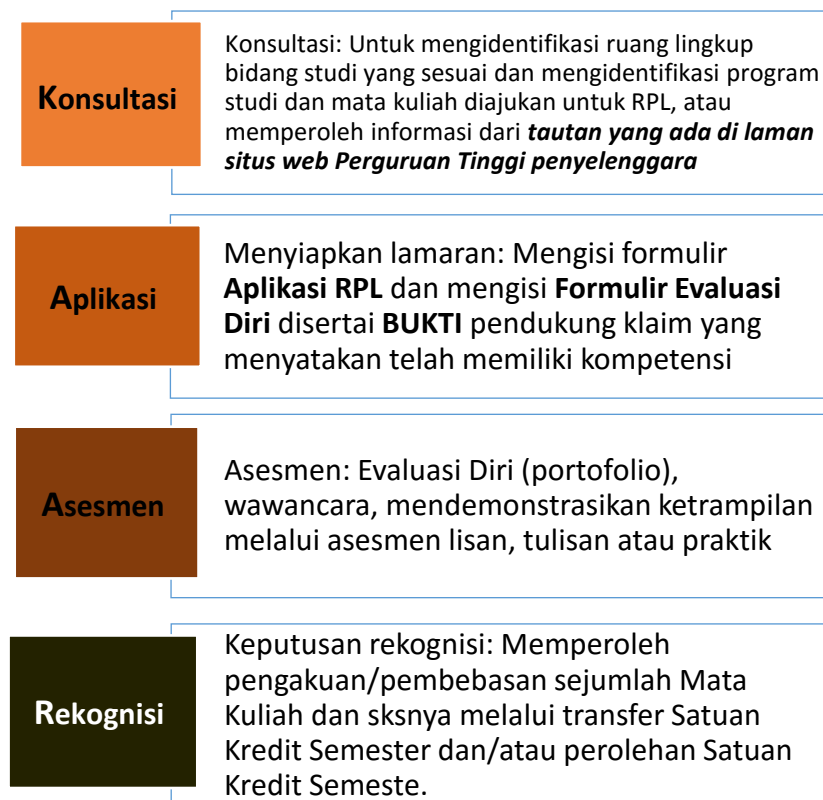 Konsultasi
Konsultasi: Untuk mengidentifikasi ruang lingkup
bidang studi yang sesuai dan mengidentifikasi program
studi dan mata kuliah diajukan untuk RPL, atau
memperoleh informasi dari tautan yang ada di laman
situs web Perguruan Tinggi penyelenggara
Aplikasi
Menyiapkan lamaran: Mengisi formulir
Aplikasi RPL dan mengisi Formulir Evaluasi
Diri disertai BUKTI pendukung klaim yang
menyatakan telah memiliki kompetensi
Asesmen
Asesmen: Evaluasi Diri (portofolio),
wawancara, mendemonstrasikan ketrampilan
melalui asesmen lisan, tulisan atau praktik
Rekognisi
Keputusan rekognisi: Memperoleh
pengakuan/pembebasan sejumlah Mata
Kuliah dan sksnya melalui transfer Satuan
Kredit Semester dan/atau perolehan Satuan
Kredit Semeste.